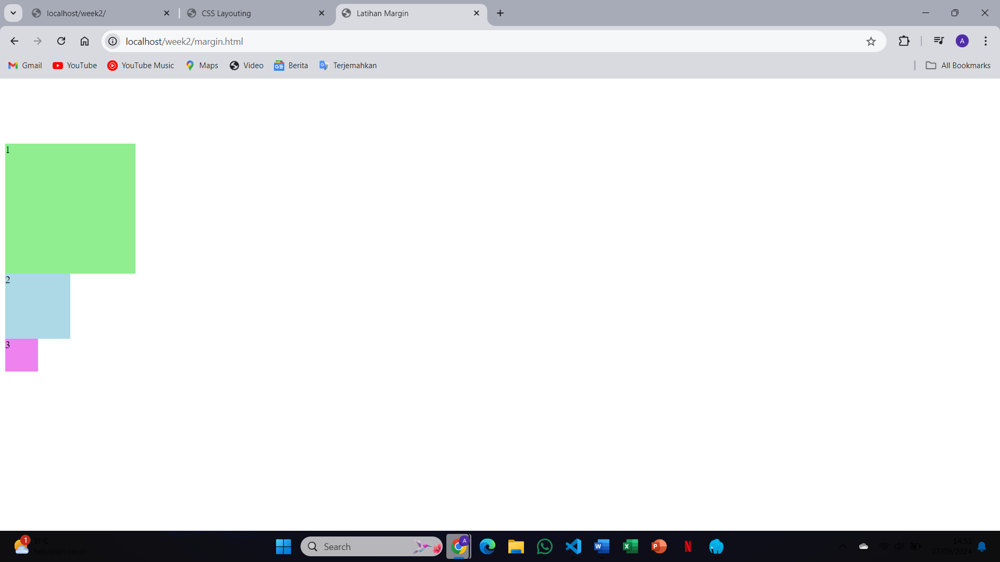 localhost/week2/
CSS Layouting
Latihan Margin
localhost/week2/margin.html
A
Gmail
YouTube
YouTube Music
Maps
Video
Berita
Terjemahkan
All Bookmarks
1
2
3
1
31°C
Sebagian cerah
Search
A
14:53
07/09/2024